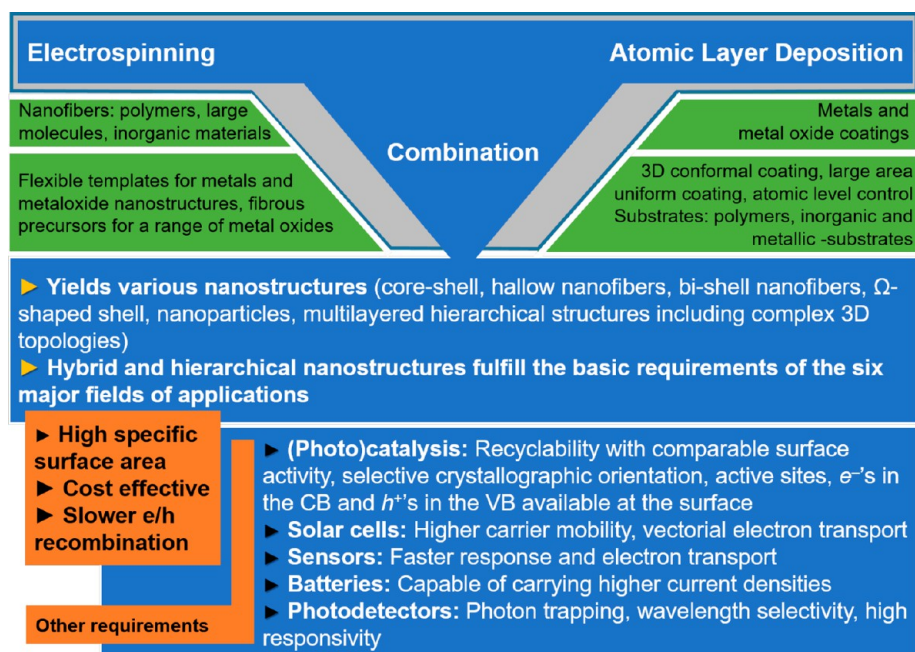 Electrospinning
Atomic Layer Deposition
Nanofibers: polymers, large
molecules, inorganic materials
Flexible templates for metals and
metaloxide nanostructures, fibrous
precursors for a range of metal oxides
Combination
Metals and
metal oxide coatings
3D conformal coating, large area
uniform coating, atomic level control
Substrates: polymers, inorganic and
metallic -substrates
► Yields various nanostructures (core-shell, hallow nanofibers, bi-shell nanofibers, Ω-
shaped shell, nanoparticles, multilayered hierarchical structures including complex 3D
topologies)
► Hybrid and hierarchical nanostructures fulfill the basic requirements of the six
major fields of applications
► High specific
surface area
► Cost effective
► Slower e/h
recombination
Other requirements
► (Photo)catalysis: Recyclability with comparable surface
activity, selective crystallographic orientation, active sites, e⁻'s in
the CB and h⁺'s in the VB available at the surface
► Solar cells: Higher carrier mobility, vectorial electron transport
► Sensors: Faster response and electron transport
► Batteries: Capable of carrying higher current densities
► Photodetectors: Photon trapping, wavelength selectivity, high
responsivity